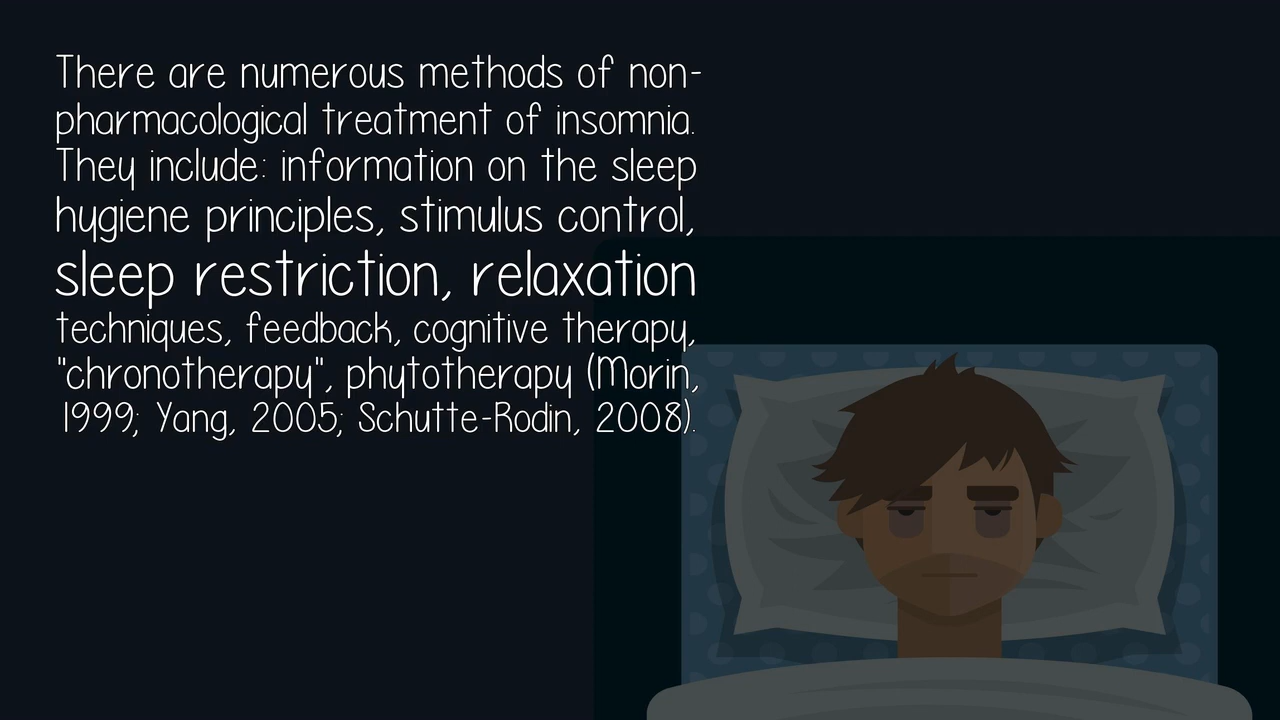 There are numerous methods of non-
pharmacological treatment of insomnia.
They include: information on the sleep
hygiene principles, stimulus control,
sleep restriction, relaxation
techniques, feedback, cognitive therapy,
"chronotherapy", phytotherapy (Morin,
1999; Yang, 2005; Schutte-Rodin, 2008).